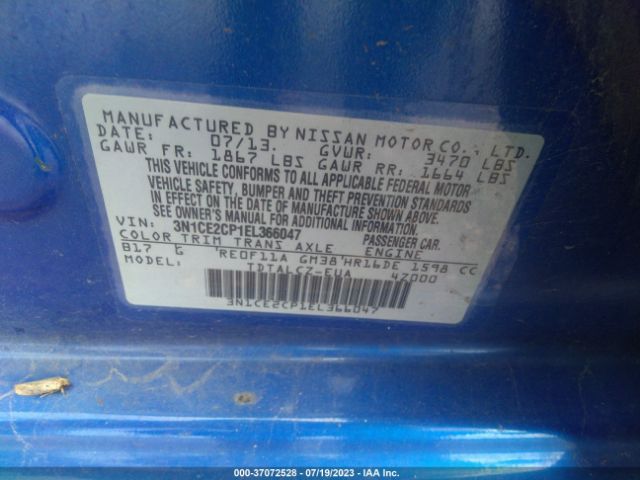 MANUFACTURED BY NISSAN MOTOR CO., LTD.
DATE: 07/13. GVWR: 3470 LBS
GAWR FR: 1867 LBS GAWR RR: 1664 LBS
THIS VEHICLE CONFORMS TO ALL APPLICABLE FEDERAL MOTOR
VEHICLE SAFETY, BUMPER AND THEFT PREVENTION STANDARDS
IN EFFECT ON THE DATE OF MANUFACTURE SHOWN ABOVE.
SEE OWNER'S MANUAL FOR ADDITIONAL INFORMATION.
VIN: 3N1CE2CP1EL366047 PASSENGER CAR.
COLOR TRIM TRANS AXLE ENGINE
B17 G RE0F11A GM38 HR16DE 1598 CC
MODEL: TDTALCZ-EUA 47000
3N1CE2CP1EL366047
000-37072528 - 07/19/2023 - IAA Inc.